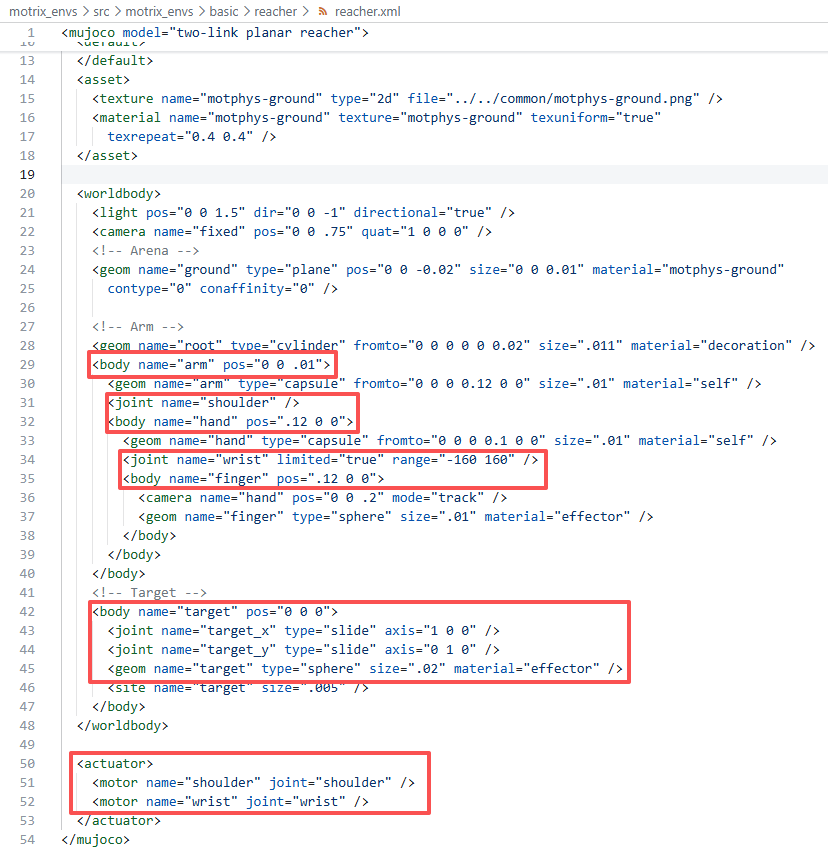 motrix_envs > src > motrix_envs > basic > reacher > reacher.xml
1 <mujoco model="two-link planar reacher">
10 <default>
13 </default>
14 <asset>
15 <texture name="motphys-ground" type="2d" file="../../common/motphys-ground.png" />
16 <material name="motphys-ground" texture="motphys-ground" texuniform="true"
17 texrepeat="0.4 0.4" />
18 </asset>
19
20 <worldbody>
21 <light pos="0 0 1.5" dir="0 0 -1" directional="true" />
22 <camera name="fixed" pos="0 0 .75" quat="1 0 0 0" />
23 <!-- Arena -->
24 <geom name="ground" type="plane" pos="0 0 -0.02" size="0 0 0.01" material="motphys-ground"
25 contype="0" conaffinity="0" />
26
27 <!-- Arm -->
28 <geom name="root" type="cylinder" fromto="0 0 0 0 0 0.02" size=".011" material="decoration" />
29 <body name="arm" pos="0 0 .01">
30 <geom name="arm" type="capsule" fromto="0 0 0 0.12 0 0" size=".01" material="self" />
31 <joint name="shoulder" />
32 <body name="hand" pos=".12 0 0">
33 <geom name="hand" type="capsule" fromto="0 0 0 0.1 0 0" size=".01" material="self" />
34 <joint name="wrist" limited="true" range="-160 160" />
35 <body name="finger" pos=".12 0 0">
36 <camera name="hand" pos="0 0 .2" mode="track" />
37 <geom name="finger" type="sphere" size=".01" material="effector" />
38 </body>
39 </body>
40 </body>
41 <!-- Target -->
42 <body name="target" pos="0 0 0">
43 <joint name="target_x" type="slide" axis="1 0 0" />
44 <joint name="target_y" type="slide" axis="0 1 0" />
45 <geom name="target" type="sphere" size=".02" material="effector" />
46 <site name="target" size=".005" />
47 </body>
48 </worldbody>
49
50 <actuator>
51 <motor name="shoulder" joint="shoulder" />
52 <motor name="wrist" joint="wrist" />
53 </actuator>
54 </mujoco>